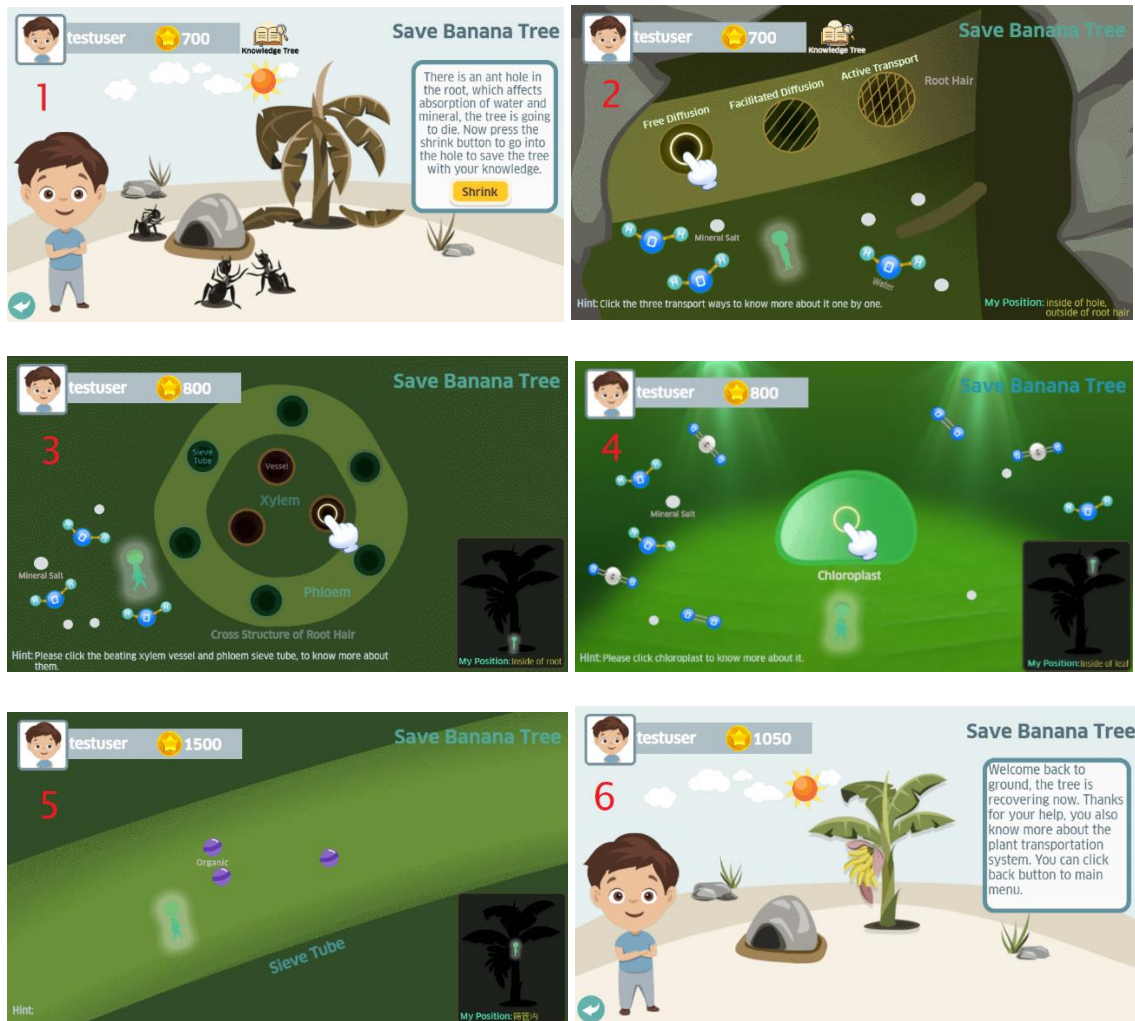 testuser
700
Knowledge Tree
Save Banana Tree
1
There is an ant hole in
the root, which affects
absorption of water and
mineral, the tree is going
to die. Now press the
shrink button to go into
the hole to save the tree
with your knowledge.
Shrink
testuser
700
Knowledge Tree
Save Banana Tree
2
Free Diffusion
Facilitated Diffusion
Active Transport
Root Hair
H O H
Mineral Salt
H O H
H O H
Water
Hint: Click the three transport ways to know more about it one by one.
My Position: inside of hole,
outside of root hair
testuser
800
Save Banana Tree
3
Sieve
Tube
Vessel
Xylem
Phloem
H O H
Mineral Salt
H O H
H O H
Cross Structure of Root Hair
Hint: Please click the beating xylem vessel and phloem sieve tube, to know more about
them.
My Position: Inside of root
testuser
800
Save Banana Tree
4
O C O
O O
O C O
H O H
Mineral Salt
H O H
H O H
O C O
O O
Chloroplast
Hint: Please click chloroplast to know more about it.
My Position: Inside of leaf
testuser
1500
Save Banana Tree
5
Organic
Sieve Tube
Hint:
My Position: 筛管内
testuser
1050
Save Banana Tree
6
Welcome back to
ground, the tree is
recovering now. Thanks
for your help, you also
know more about the
plant transportation
system. You can click
back button to main
menu.